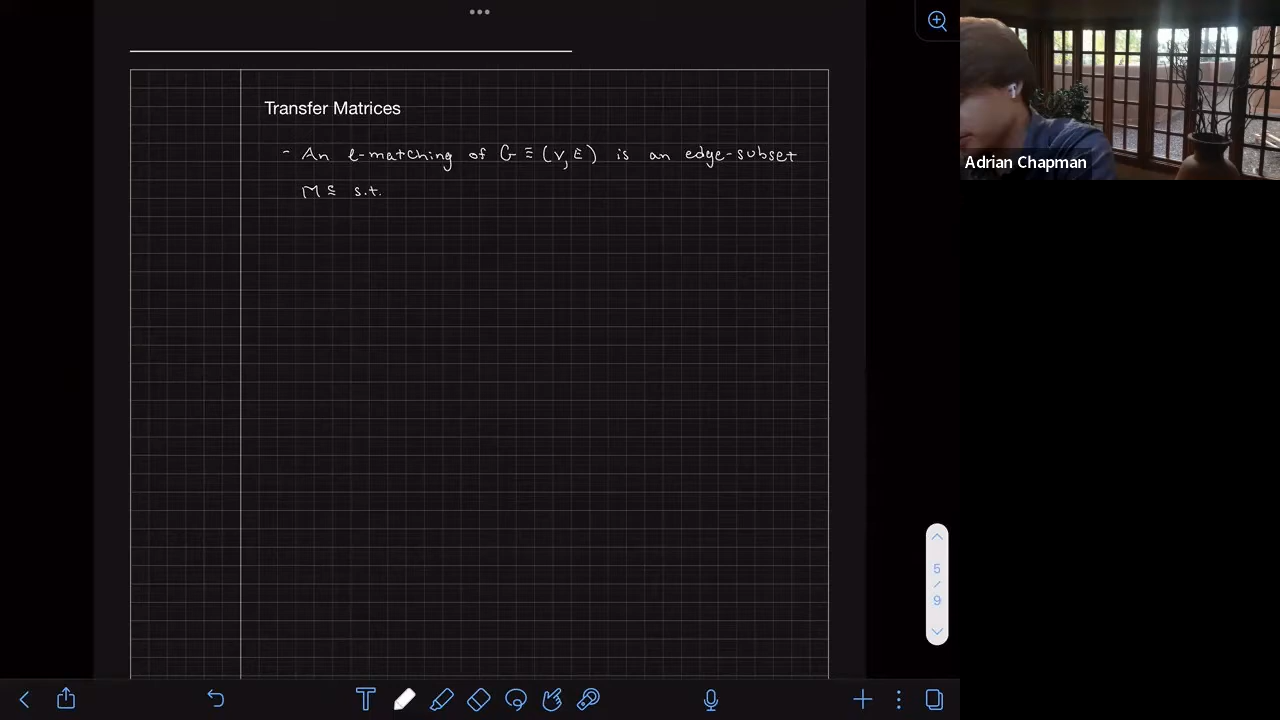 Transfer Matrices
- An ℓ-matching of G ≡ (V, E) is an edge-subset
M ⊆ s.t.
Adrian Chapman
5
/
9